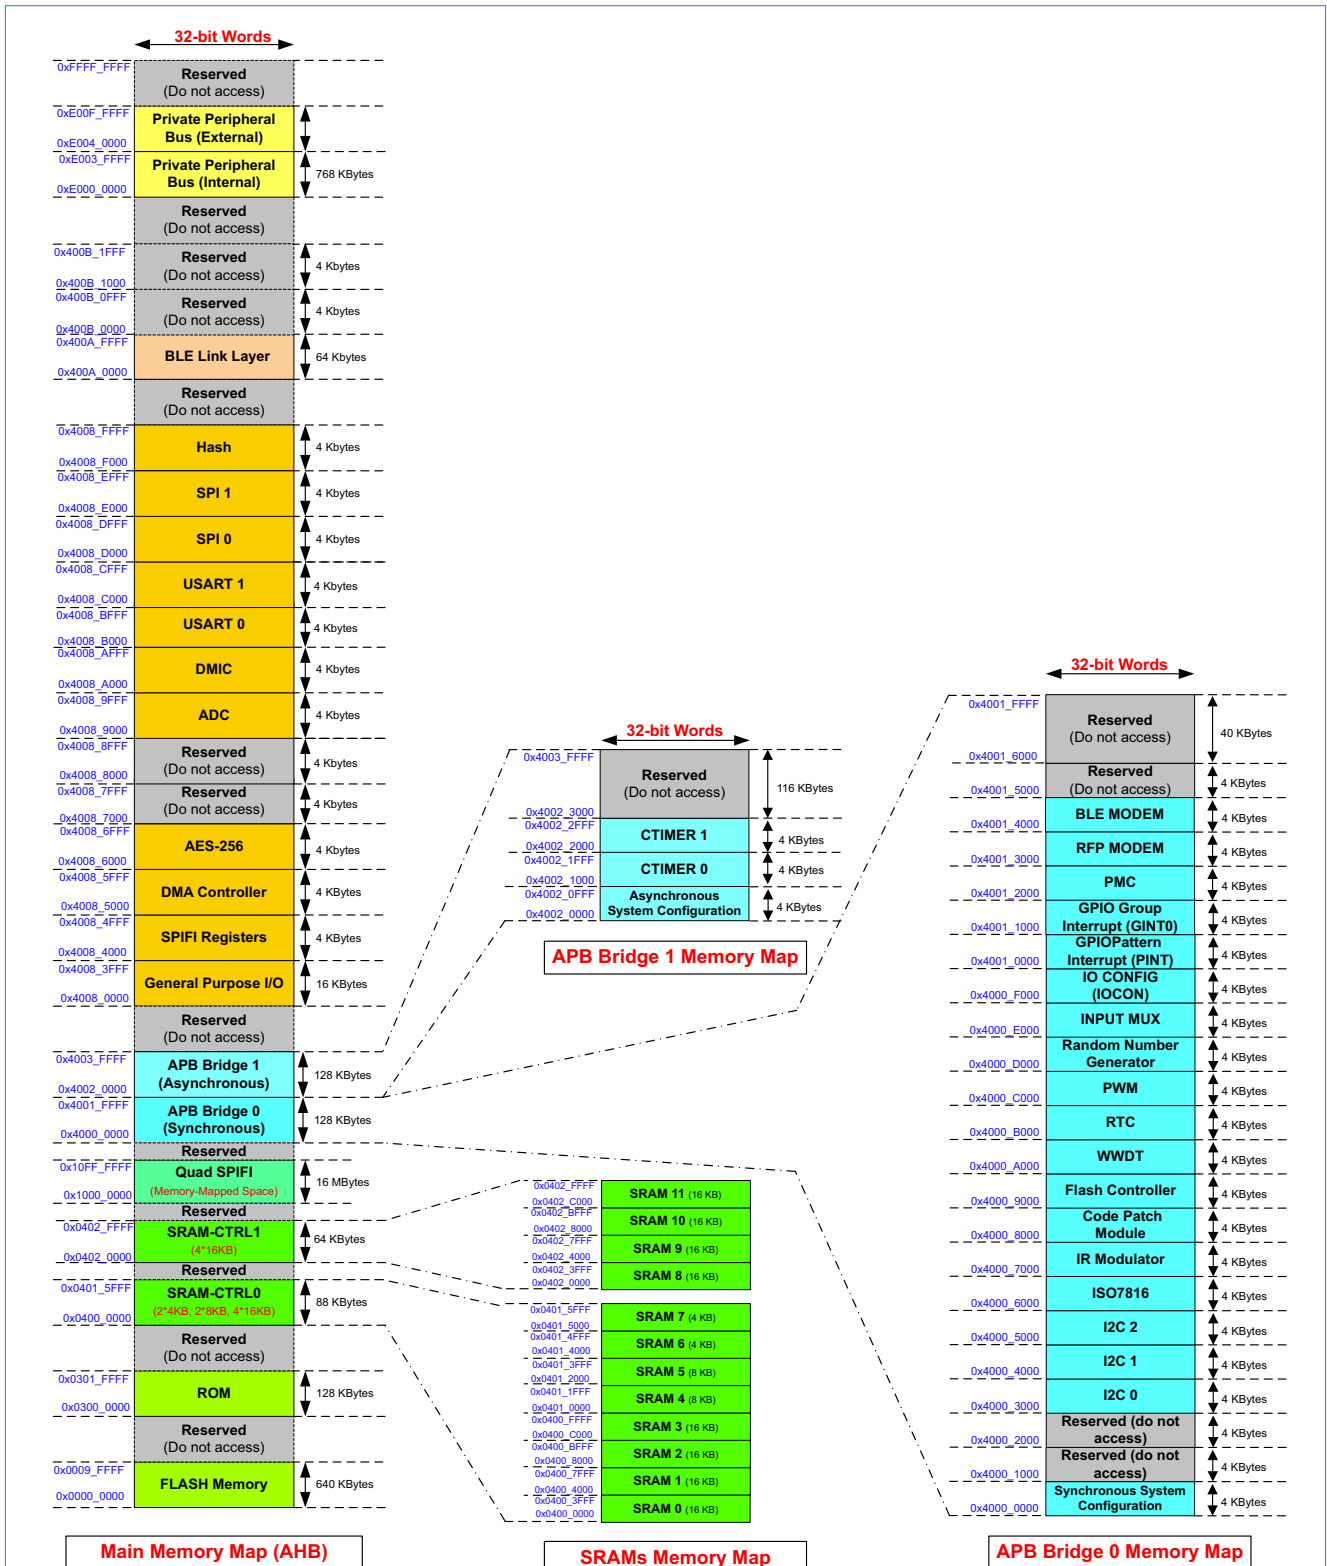 32-bit Words
0xFFFF_FFFF
Reserved
(Do not access)
0xE00F_FFFF
Private Peripheral
Bus (External)
0xE004_0000
0xE003_FFFF
Private Peripheral
Bus (Internal)
768 KBytes
0xE000_0000
Reserved
(Do not access)
0x400B_1FFF
Reserved
(Do not access)
4 Kbytes
0x400B_1000
0x400B_0FFF
Reserved
(Do not access)
4 Kbytes
0x400B_0000
0x400A_FFFF
BLE Link Layer
64 Kbytes
0x400A_0000
Reserved
(Do not access)
0x4008_FFFF
Hash
4 Kbytes
0x4008_F000
0x4008_EFFF
SPI 1
4 Kbytes
0x4008_E000
0x4008_DFFF
SPI 0
4 Kbytes
0x4008_D000
0x4008_CFFF
USART 1
4 Kbytes
0x4008_C000
0x4008_BFFF
USART 0
4 Kbytes
0x4008_B000
0x4008_AFFF
DMIC
4 Kbytes
0x4008_A000
0x4008_9FFF
ADC
4 Kbytes
0x4008_9000
0x4008_8FFF
Reserved
(Do not access)
4 Kbytes
0x4008_8000
0x4008_7FFF
Reserved
(Do not access)
4 Kbytes
0x4008_7000
0x4008_6FFF
AES-256
4 Kbytes
0x4008_6000
0x4008_5FFF
DMA Controller
4 KBytes
0x4008_5000
0x4008_4FFF
SPIFI Registers
4 KBytes
0x4008_4000
0x4008_3FFF
General Purpose I/O
16 KBytes
0x4008_0000
Reserved
(Do not access)
0x4003_FFFF
APB Bridge 1
(Asynchronous)
128 KBytes
0x4002_0000
0x4001_FFFF
APB Bridge 0
(Synchronous)
128 KBytes
0x4000_0000
Reserved
0x10FF_FFFF
Quad SPIFI
(Memory-Mapped Space)
16 MBytes
0x1000_0000
Reserved
0x0402_FFFF
SRAM-CTRL1
(4*16KB)
64 KBytes
0x0402_0000
Reserved
0x0401_5FFF
SRAM-CTRL0
(2*4KB, 2*8KB, 4*16KB)
88 KBytes
0x0400_0000
Reserved
(Do not access)
0x0301_FFFF
ROM
128 KBytes
0x0300_0000
Reserved
(Do not access)
0x0009_FFFF
FLASH Memory
640 KBytes
0x0000_0000
Main Memory Map (AHB)
32-bit Words
0x4003_FFFF
Reserved
(Do not access)
116 KBytes
0x4002_3000
0x4002_2FFF
CTIMER 1
4 KBytes
0x4002_2000
0x4002_1FFF
CTIMER 0
4 KBytes
0x4002_1000
0x4002_0FFF
Asynchronous
System Configuration
4 KBytes
0x4002_0000
APB Bridge 1 Memory Map
0x0402_FFFF
SRAM 11 (16 KB)
0x0402_C000
0x0402_BFFF
SRAM 10 (16 KB)
0x0402_8000
0x0402_7FFF
SRAM 9 (16 KB)
0x0402_4000
0x0402_3FFF
SRAM 8 (16 KB)
0x0402_0000
0x0401_5FFF
SRAM 7 (4 KB)
0x0401_5000
0x0401_4FFF
SRAM 6 (4 KB)
0x0401_4000
0x0401_3FFF
SRAM 5 (8 KB)
0x0401_2000
0x0401_1FFF
SRAM 4 (8 KB)
0x0401_0000
0x0400_FFFF
SRAM 3 (16 KB)
0x0400_C000
0x0400_BFFF
SRAM 2 (16 KB)
0x0400_8000
0x0400_7FFF
SRAM 1 (16 KB)
0x0400_4000
0x0400_3FFF
SRAM 0 (16 KB)
0x0400_0000
SRAMs Memory Map
32-bit Words
0x4001_FFFF
Reserved
(Do not access)
40 KBytes
0x4001_6000
Reserved
(Do not access)
4 KBytes
0x4001_5000
BLE MODEM
4 KBytes
0x4001_4000
RFP MODEM
4 KBytes
0x4001_3000
PMC
4 KBytes
0x4001_2000
GPIO Group
Interrupt (GINT0)
4 KBytes
0x4001_1000
GPIOPattern
Interrupt (PINT)
4 KBytes
0x4001_0000
IO CONFIG
(IOCON)
4 KBytes
0x4000_F000
INPUT MUX
4 KBytes
0x4000_E000
Random Number
Generator
4 KBytes
0x4000_D000
PWM
4 KBytes
0x4000_C000
RTC
4 KBytes
0x4000_B000
WWDT
4 KBytes
0x4000_A000
Flash Controller
4 KBytes
0x4000_9000
Code Patch
Module
4 KBytes
0x4000_8000
IR Modulator
4 KBytes
0x4000_7000
ISO7816
4 KBytes
0x4000_6000
I2C 2
4 KBytes
0x4000_5000
I2C 1
4 KBytes
0x4000_4000
I2C 0
4 KBytes
0x4000_3000
Reserved (do not
access)
4 KBytes
0x4000_2000
Reserved (do not
access)
4 KBytes
0x4000_1000
Synchronous System
Configuration
4 KBytes
0x4000_0000
APB Bridge 0 Memory Map